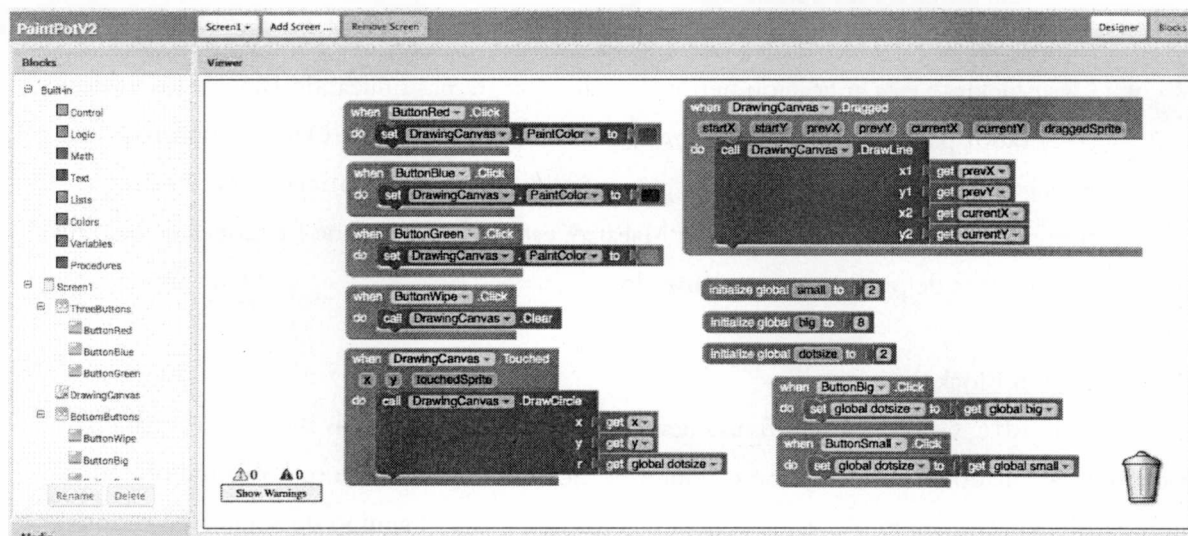 PaintPotV2 Screen1 Add Screen ... Remove Screen Designer Blocks
Blocks
Viewer
Built-in
Control
Logic
Math
Text
Lists
Colors
Variables
Procedures
Screen1
ThreeButtons
ButtonRed
ButtonBlue
ButtonGreen
DrawingCanvas
BottomButtons
ButtonWipe
ButtonBig
Rename Delete
when ButtonRed .Click
do set DrawingCanvas . PaintColor to
when ButtonBlue .Click
do set DrawingCanvas . PaintColor to
when ButtonGreen .Click
do set DrawingCanvas . PaintColor to
when ButtonWipe .Click
do call DrawingCanvas .Clear
when DrawingCanvas .Touched
x y touchedSprite
do call DrawingCanvas .DrawCircle
x get x
y get y
r get global dotsize
0 0
Show Warnings
when DrawingCanvas .Dragged
startX startY prevX prevY currentX currentY draggedSprite
do call DrawingCanvas .DrawLine
x1 get prevX
y1 get prevY
x2 get currentX
y2 get currentY
initialize global small to 2
initialize global big to 8
initialize global dotsize to 2
when ButtonBig .Click
do set global dotsize to get global big
when ButtonSmall .Click
do set global dotsize to get global small